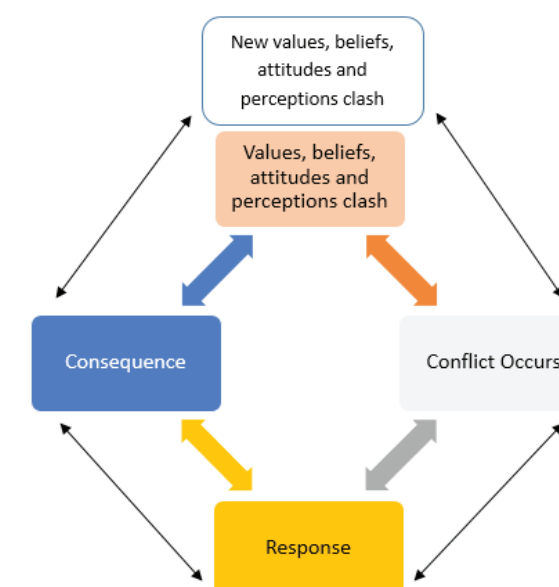 New values, beliefs,
attitudes and
perceptions clash
Values, beliefs,
attitudes and
perceptions clash
Consequence
Conflict Occurs
Response